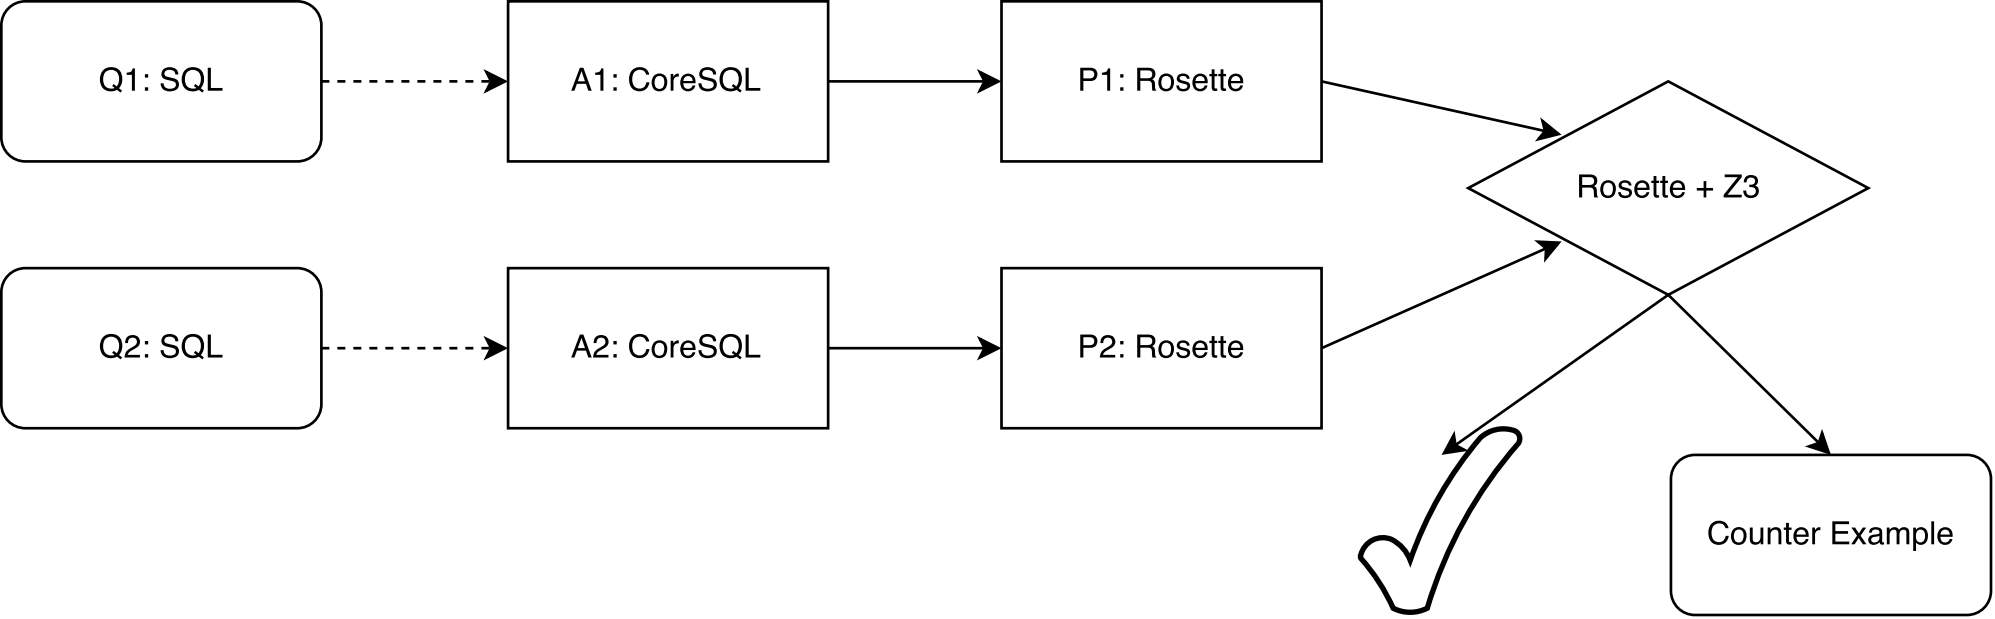 Q1: SQL
A1: CoreSQL
P1: Rosette
Rosette + Z3
Q2: SQL
A2: CoreSQL
P2: Rosette
Counter Example